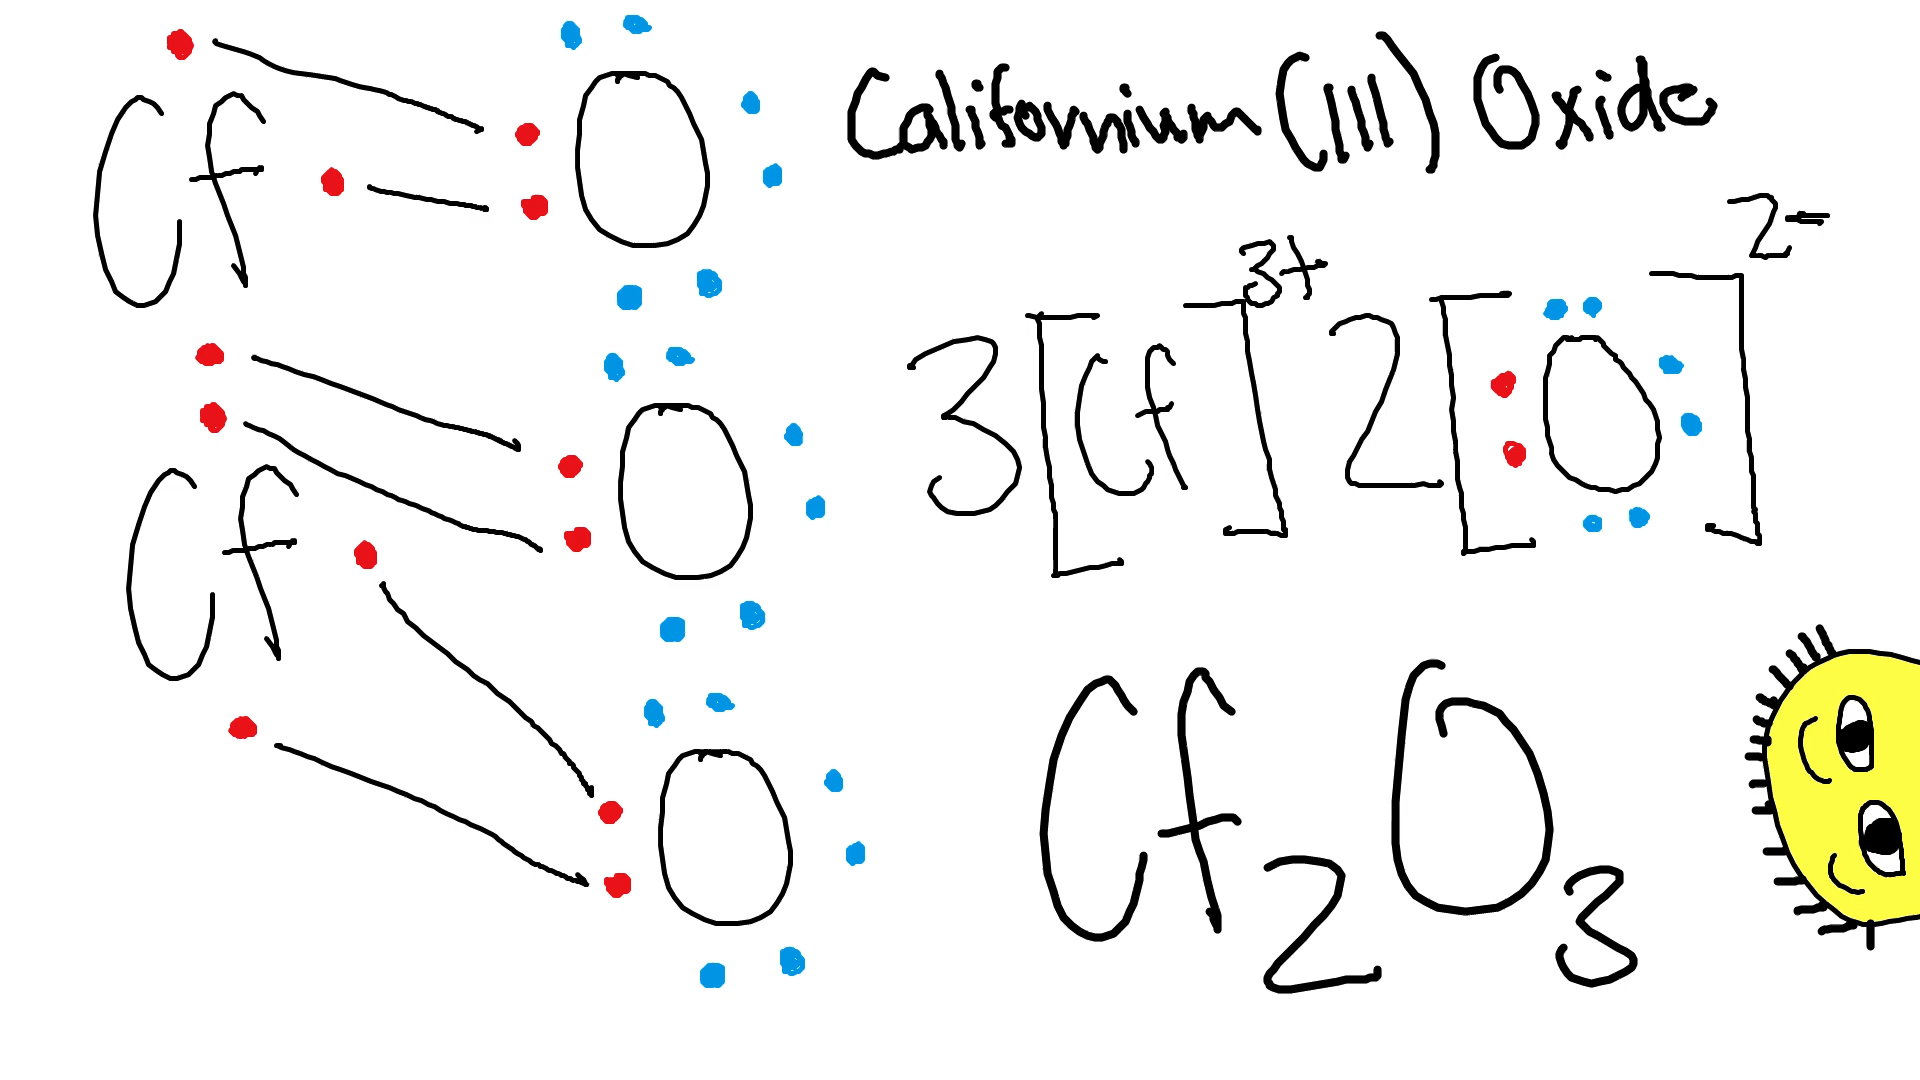 Californium (III) Oxide
Cf O
Cf O
O
3[Cf]3+ 2[O]2-
Cf2O3